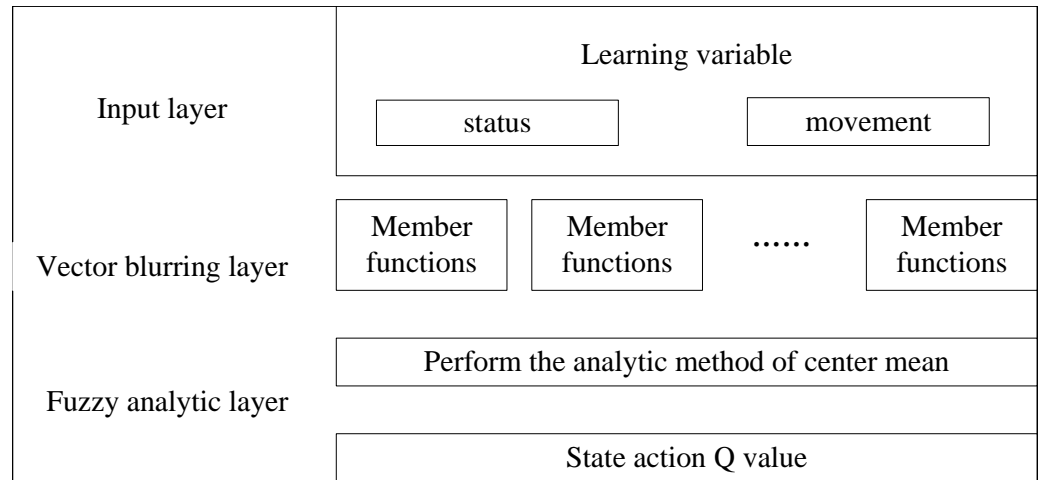 Learning variable
Input layer
status
movement
Member
functions
Member
functions
......
Member
functions
Vector blurring layer
Perform the analytic method of center mean
Fuzzy analytic layer
State action Q value